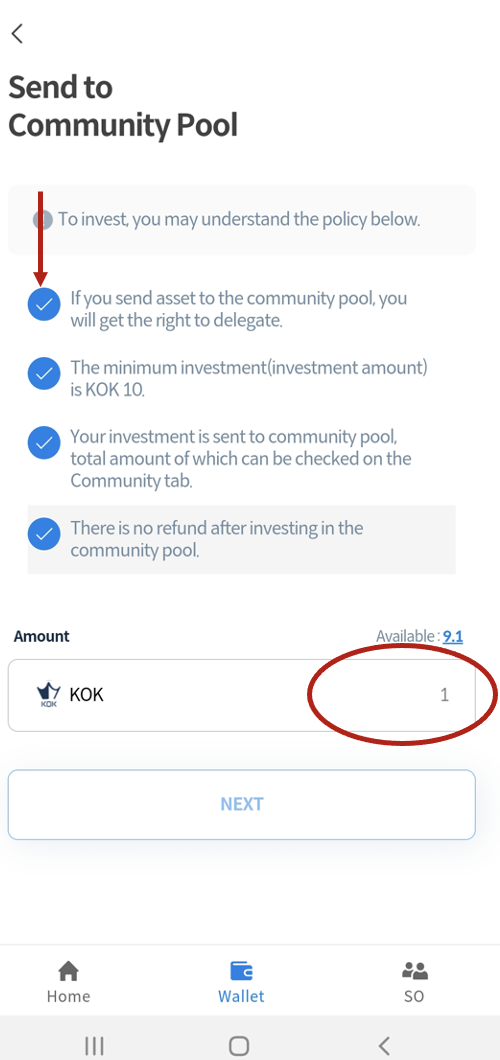 Send to
Community Pool
To invest, you may understand the policy below.
If you send asset to the community pool, you
will get the right to delegate.
The minimum investment(investment amount)
is KOK 10.
Your investment is sent to community pool,
total amount of which can be checked on the
Community tab.
There is no refund after investing in the
community pool.
Amount
Available : 9.1
KOK
KOK
1
NEXT
Home
Wallet
SO